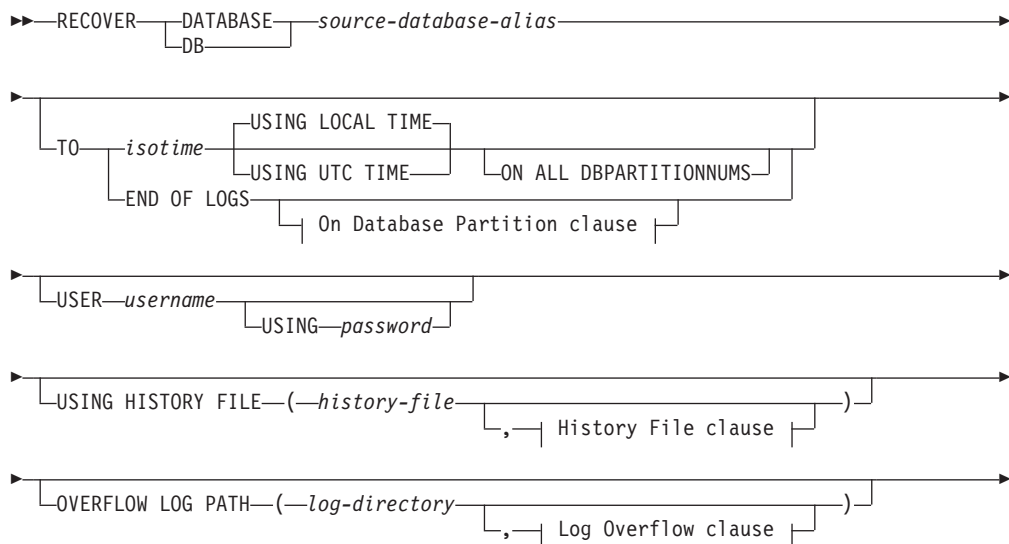 RECOVER DATABASE source-database-alias
DB
USING LOCAL TIME
TO isotime USING UTC TIME ON ALL DBPARTITIONNUMS
END OF LOGS
On Database Partition clause
USER username
USING password
USING HISTORY FILE ( history-file )
, History File clause
OVERFLOW LOG PATH ( log-directory )
, Log Overflow clause